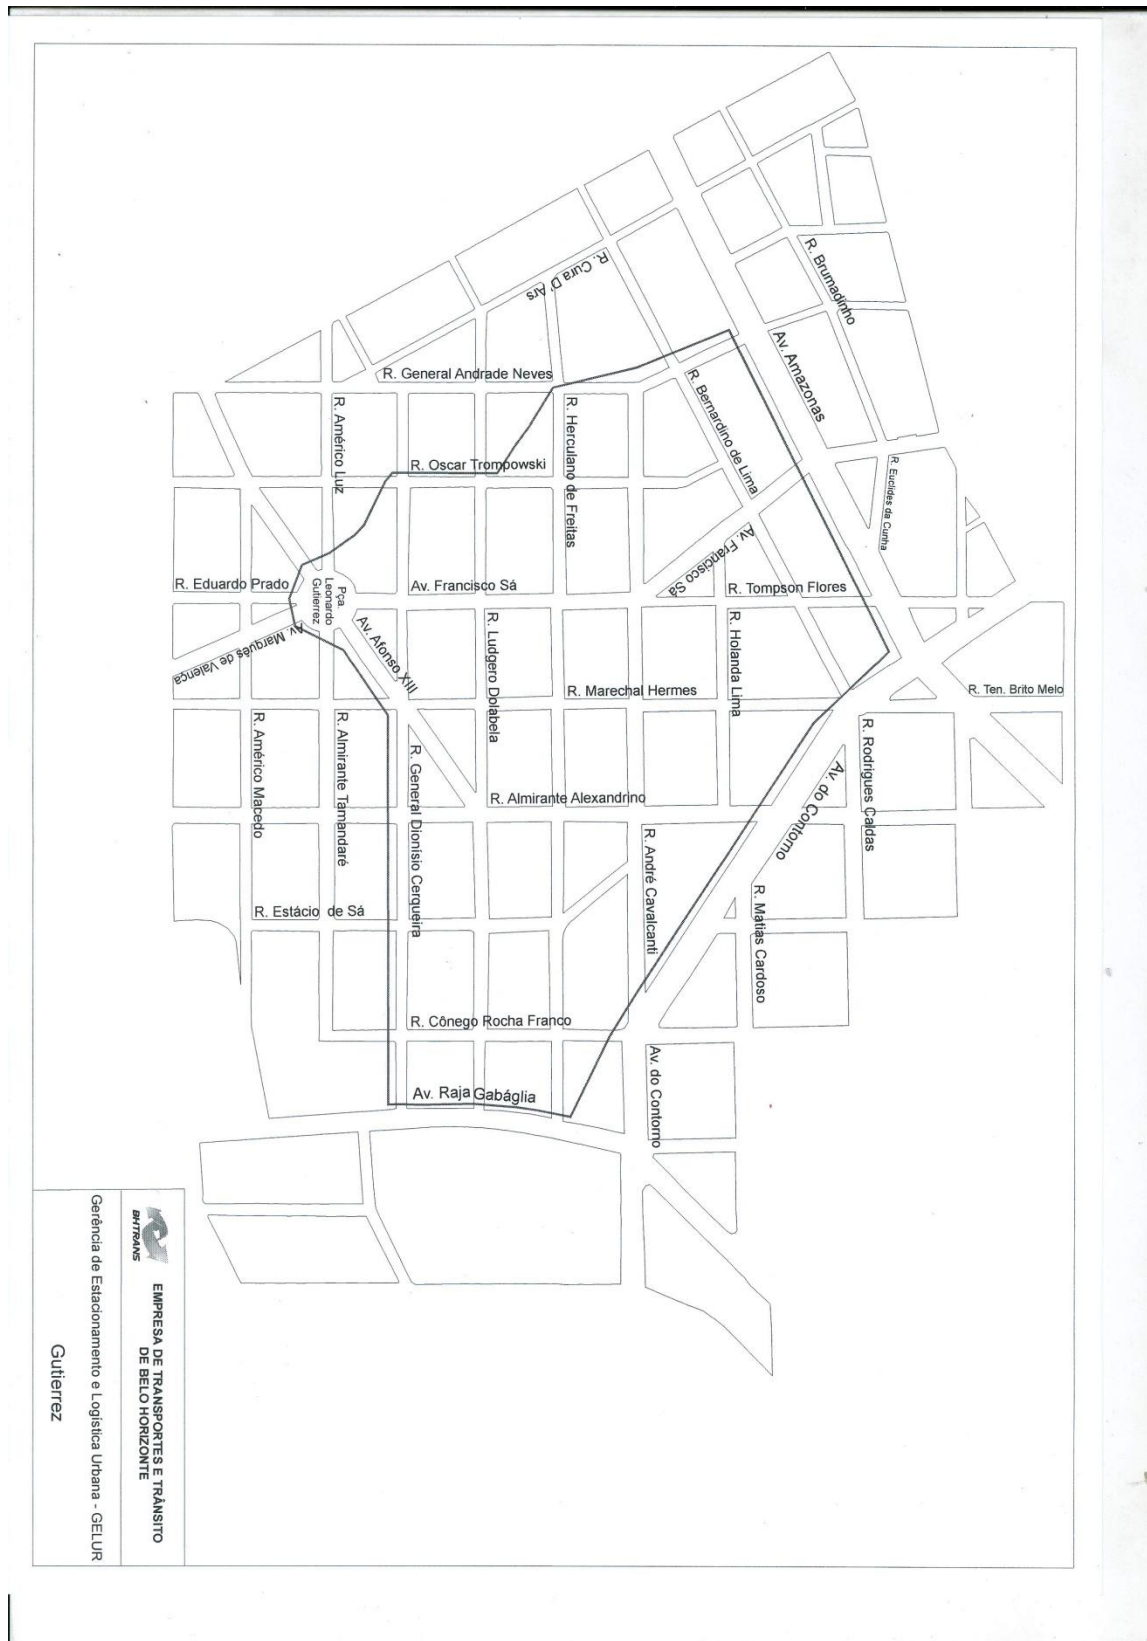 R. Brumadinho
R. Cura D' Ars
Av. Amazonas
R. General Andrade Neves
R. Bernardino de Lima
R. Américo Luz
R. Herculano de Freitas
R. Oscar Trompowski
R. Euclides da Cunha
Av. Francisco Sá
R. Eduardo Prado
Pça.
Leonardo
Gutierrez
Av. Francisco Sá
R. Tompson Flores
Av. Marquês de Valença
Av. Afonso XIII
R. Ludgero Dolabela
R. Holanda Lima
R. Marechal Hermes
R. Ten. Brito Melo
R. Américo Macedo
R. Almirante Tamandaré
R. General Dionísio Cerqueira
R. Almirante Alexandrino
Av. do Contorno
R. Rodrigues Caldas
R. André Cavalcanti
R. Matias Cardoso
R. Estácio de Sá
R. Cônego Rocha Franco
Av. do Contorno
Av. Raja Gabáglia
BHTRANS
EMPRESA DE TRANSPORTES E TRÂNSITO
DE BELO HORIZONTE
Gerência de Estacionamento e Logística Urbana - GELUR
Gutierrez